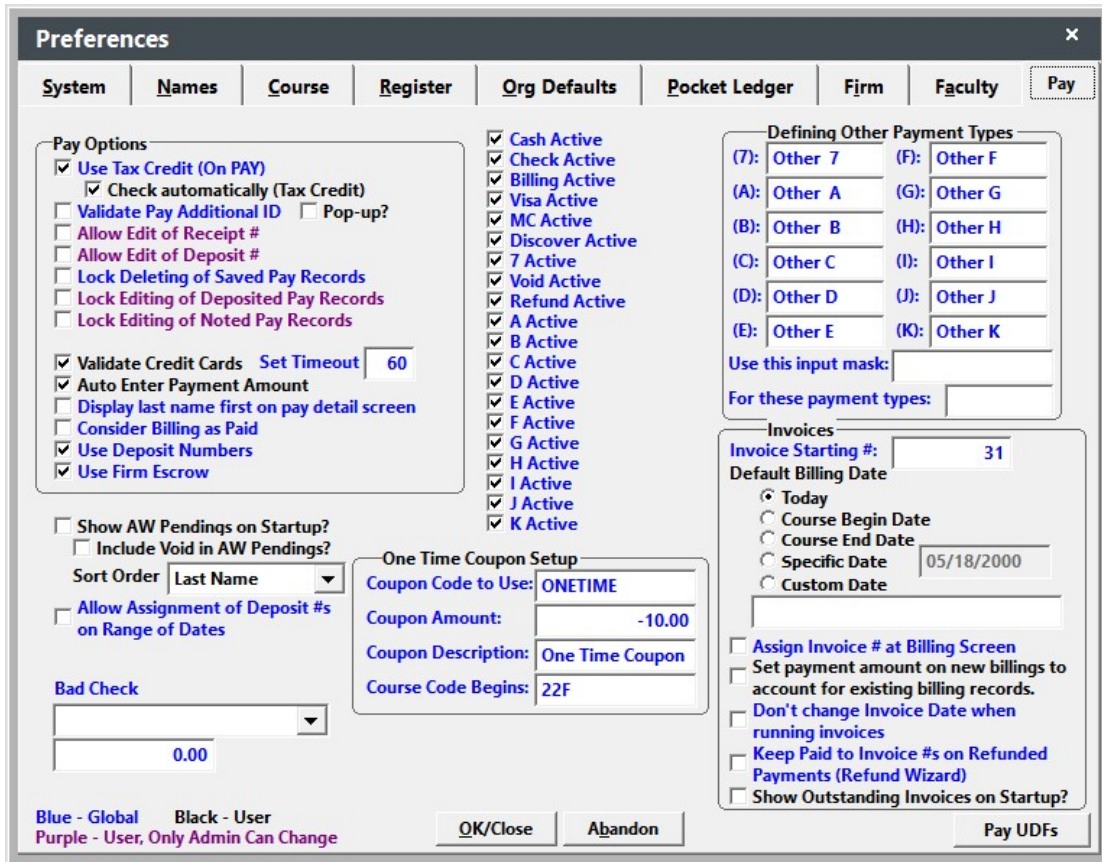 Preferences
×
System Names Course Register Org Defaults Pocket Ledger Firm Faculty Pay
Pay Options
Use Tax Credit (On PAY)
Check automatically (Tax Credit)
Validate Pay Additional ID Pop-up?
Allow Edit of Receipt #
Allow Edit of Deposit #
Lock Deleting of Saved Pay Records
Lock Editing of Deposited Pay Records
Lock Editing of Noted Pay Records
Validate Credit Cards Set Timeout 60
Auto Enter Payment Amount
Display last name first on pay detail screen
Consider Billing as Paid
Use Deposit Numbers
Use Firm Escrow
Show AW Pendings on Startup?
Include Void in AW Pendings?
Sort Order Last Name
Allow Assignment of Deposit #s
on Range of Dates
Bad Check
0.00
Cash Active
Check Active
Billing Active
Visa Active
MC Active
Discover Active
7 Active
Void Active
Refund Active
A Active
B Active
C Active
D Active
E Active
F Active
G Active
H Active
I Active
J Active
K Active
One Time Coupon Setup
Coupon Code to Use: ONETIME
Coupon Amount: -10.00
Coupon Description: One Time Coupon
Course Code Begins: 22F
Defining Other Payment Types
(7): Other 7 (F): Other F
(A): Other A (G): Other G
(B): Other B (H): Other H
(C): Other C (I): Other I
(D): Other D (J): Other J
(E): Other E (K): Other K
Use this input mask:
For these payment types:
Invoices
Invoice Starting #: 31
Default Billing Date
Today
Course Begin Date
Course End Date
Specific Date 05/18/2000
Custom Date
Assign Invoice # at Billing Screen
Set payment amount on new billings to
account for existing billing records.
Don't change Invoice Date when
running invoices
Keep Paid to Invoice #s on Refunded
Payments (Refund Wizard)
Show Outstanding Invoices on Startup?
Blue - Global Black - User
Purple - User, Only Admin Can Change
OK/Close Abandon Pay UDFs